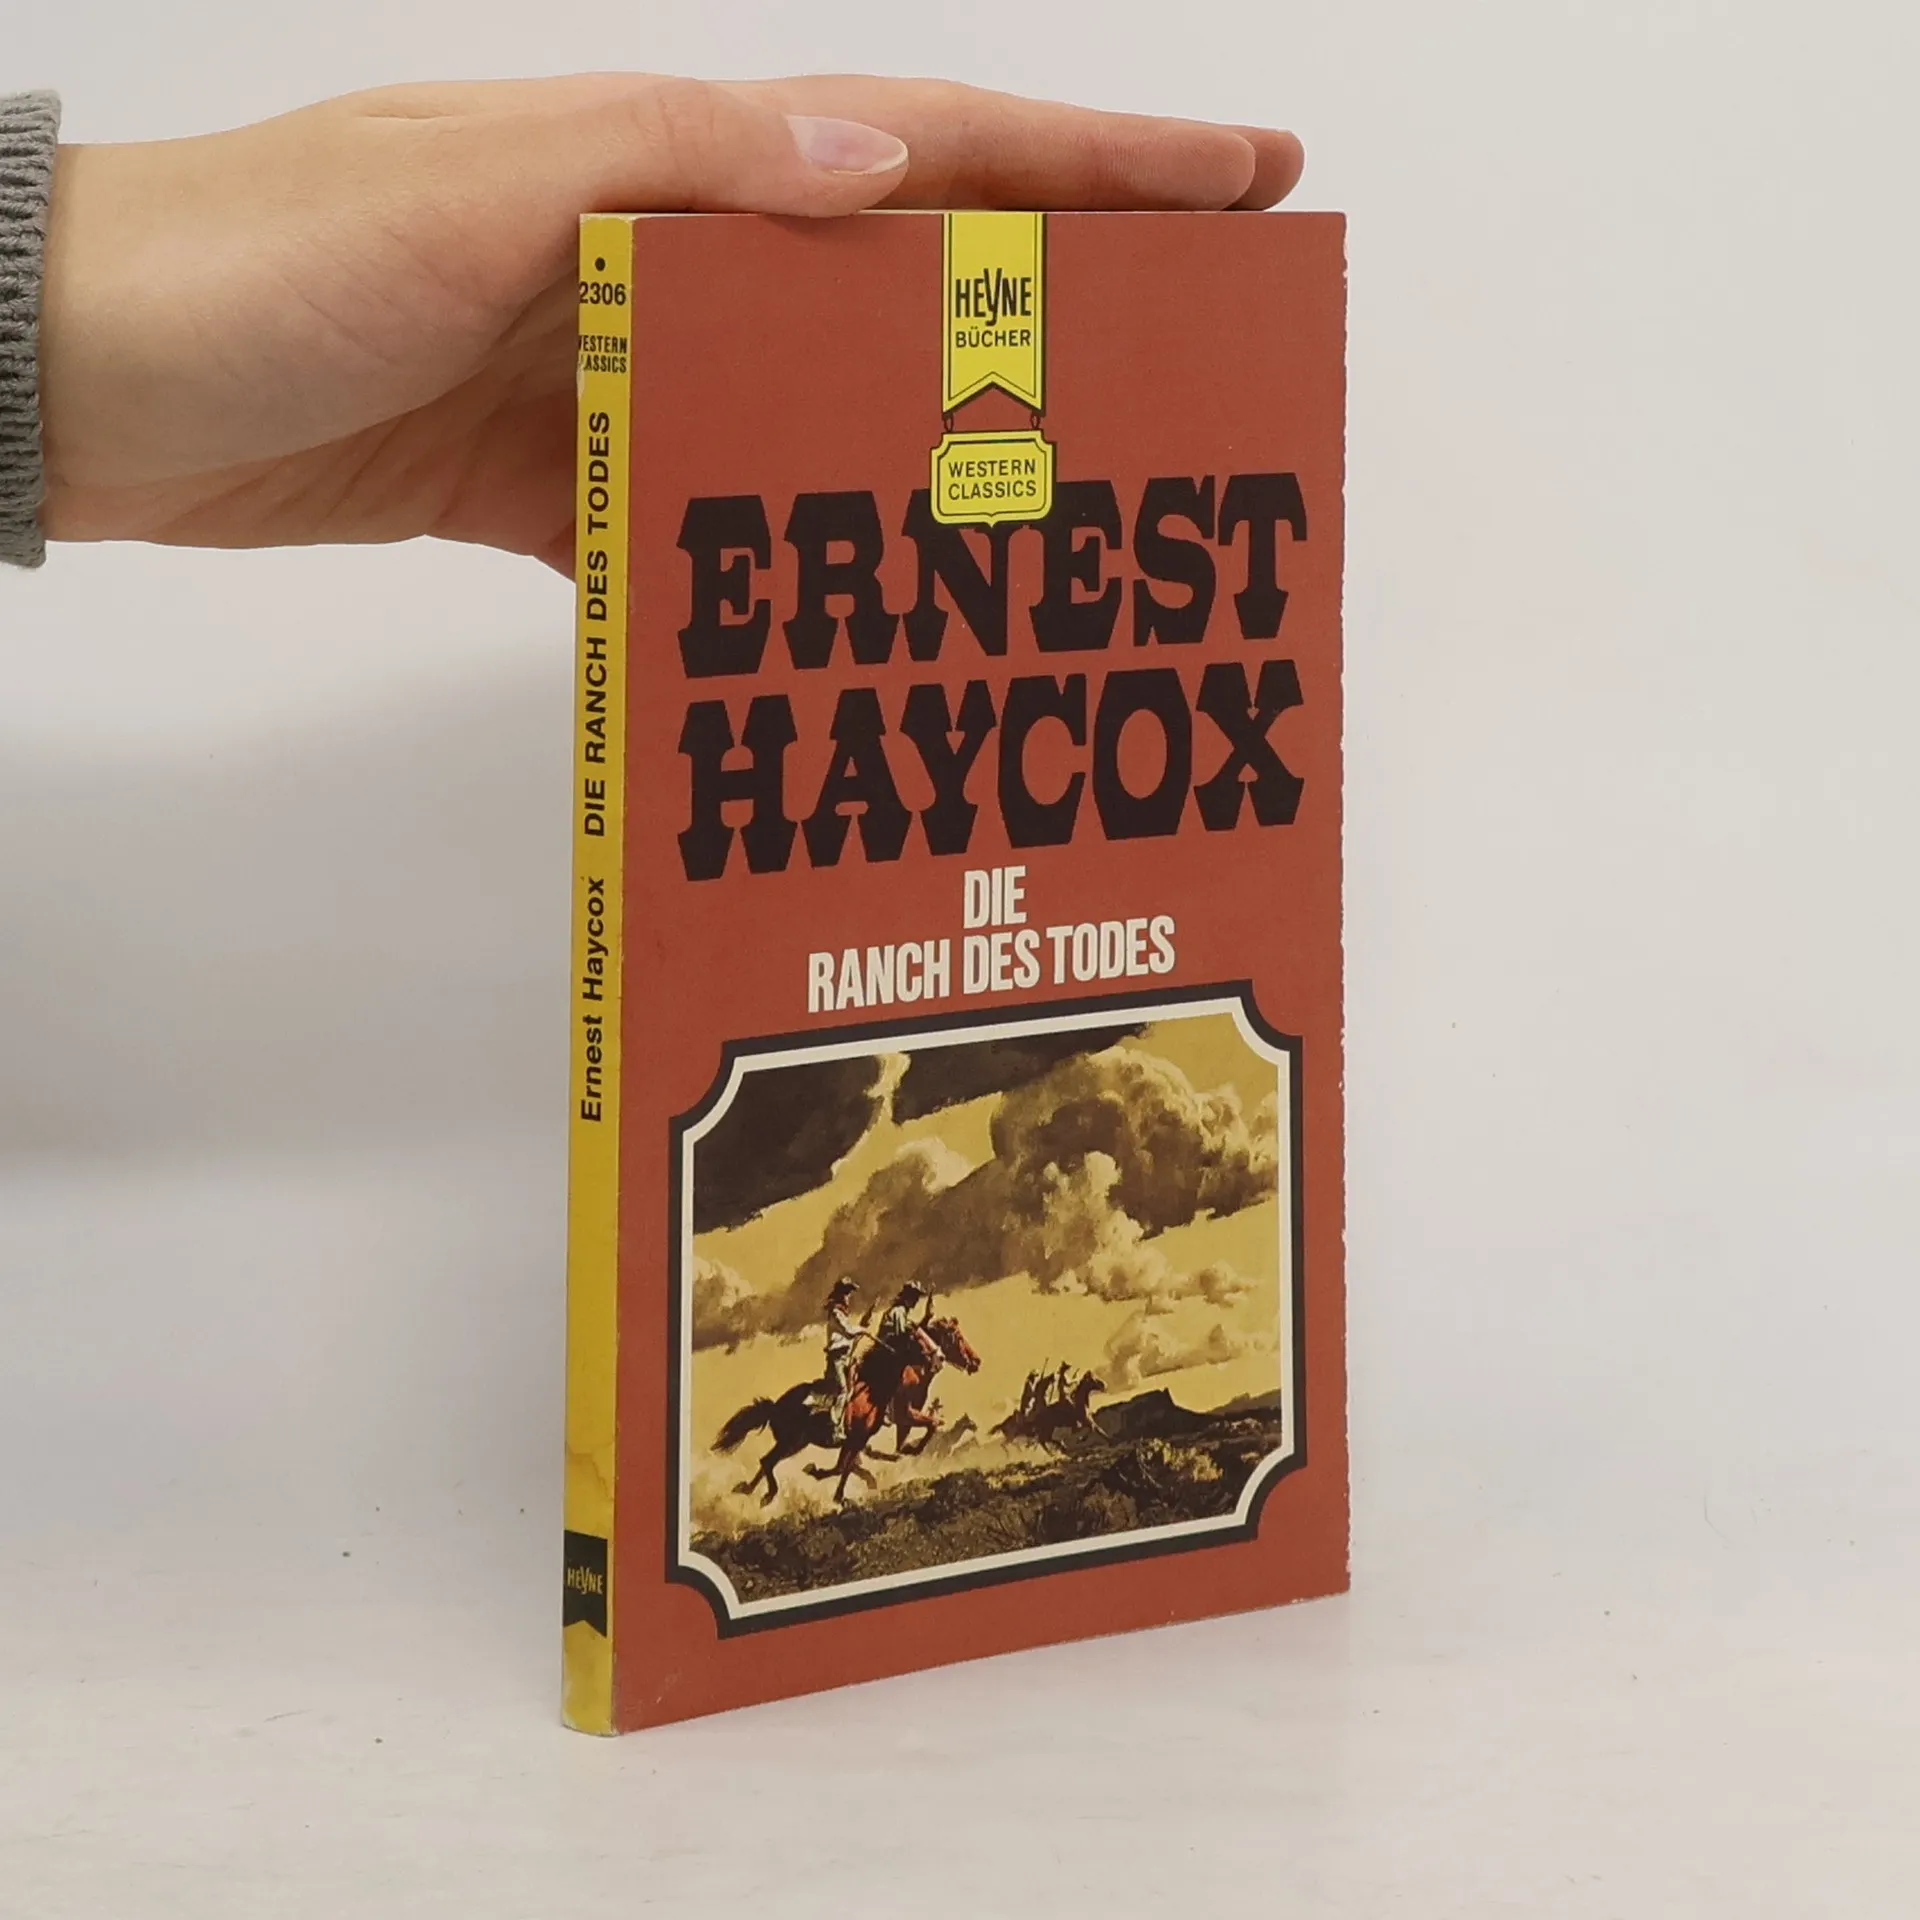 2306
WESTERN
CLASSICS
Ernest Haycox DIE RANCH DES TODES
HEYNE
HEYNE
BÜCHER
WESTERN
CLASSICS
ERNEST
HAYCOX
DIE
RANCH DES TODES